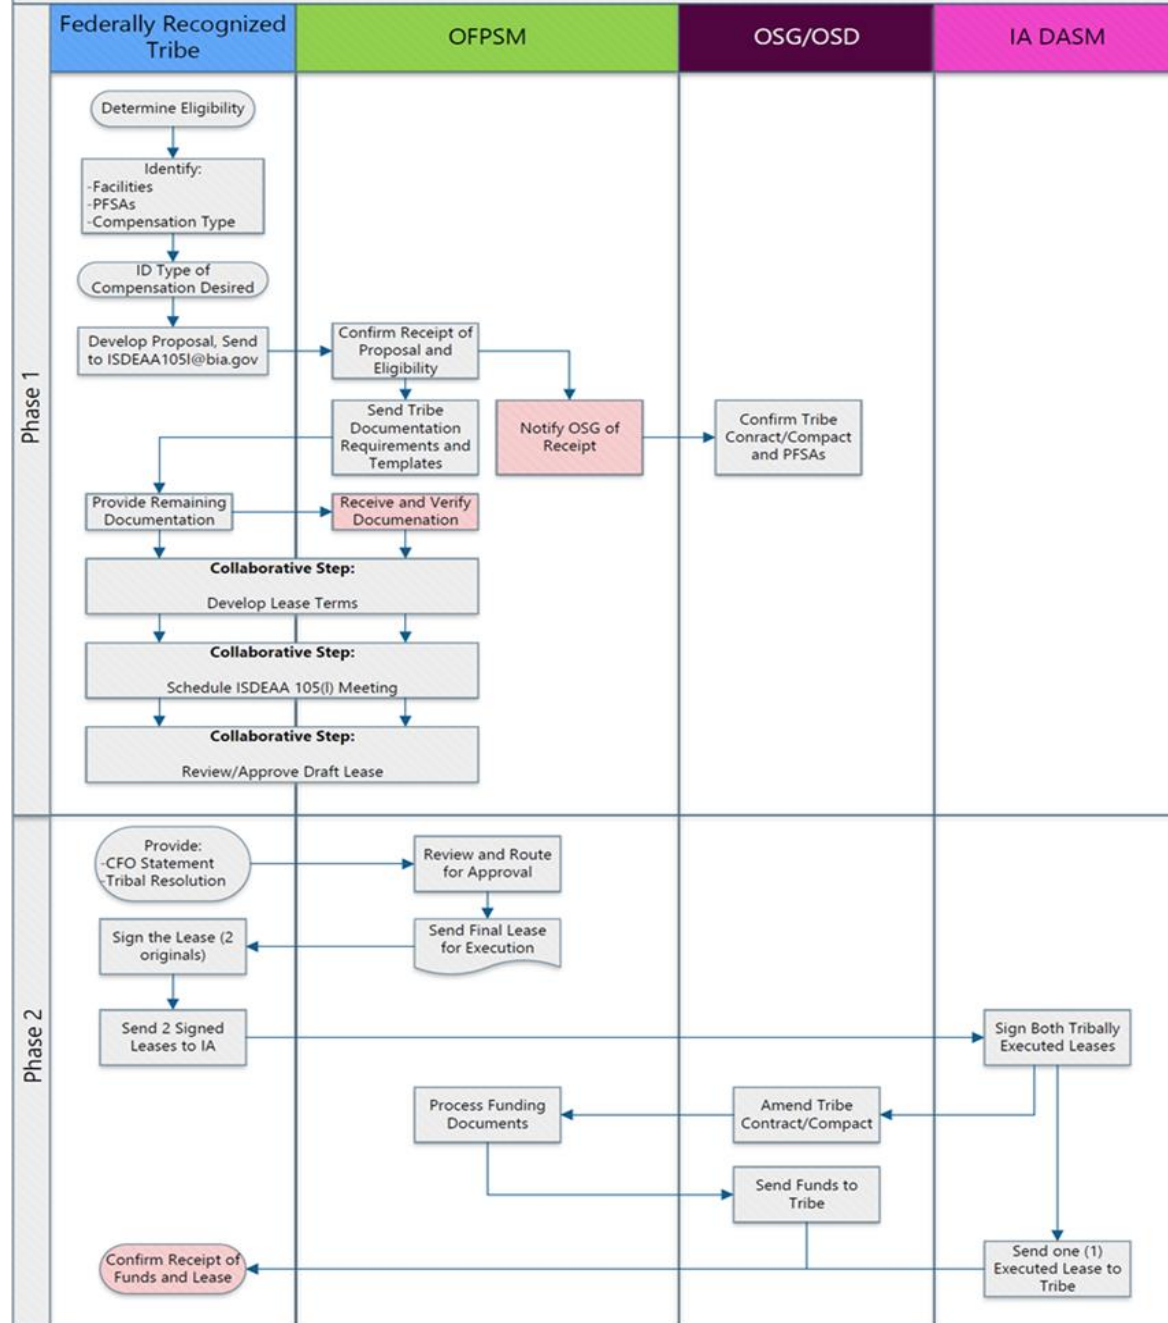 Federally Recognized
Tribe
OFPSM
OSG/OSD
IA DASM
Phase 1
Determine Eligibility
Identify:
-Facilities
-PFSAs
-Compensation Type
ID Type of
Compensation Desired
Develop Proposal, Send
to ISDEAA105l@bia.gov
Confirm Receipt of
Proposal and
Eligibility
Send Tribe
Documentation
Requirements and
Templates
Notify OSG of
Receipt
Confirm Tribe
Conract/Compact
and PFSAs
Provide Remaining
Documentation
Receive and Verify
Documenation
Collaborative Step:
Develop Lease Terms
Collaborative Step:
Schedule ISDEAA 105(l) Meeting
Collaborative Step:
Review/Approve Draft Lease
Phase 2
Provide:
-CFO Statement
-Tribal Resolution
Review and Route
for Approval
Sign the Lease (2
originals)
Send Final Lease
for Execution
Send 2 Signed
Leases to IA
Sign Both Tribally
Executed Leases
Process Funding
Documents
Amend Tribe
Contract/Compact
Send Funds to
Tribe
Confirm Receipt of
Funds and Lease
Send one (1)
Executed Lease to
Tribe